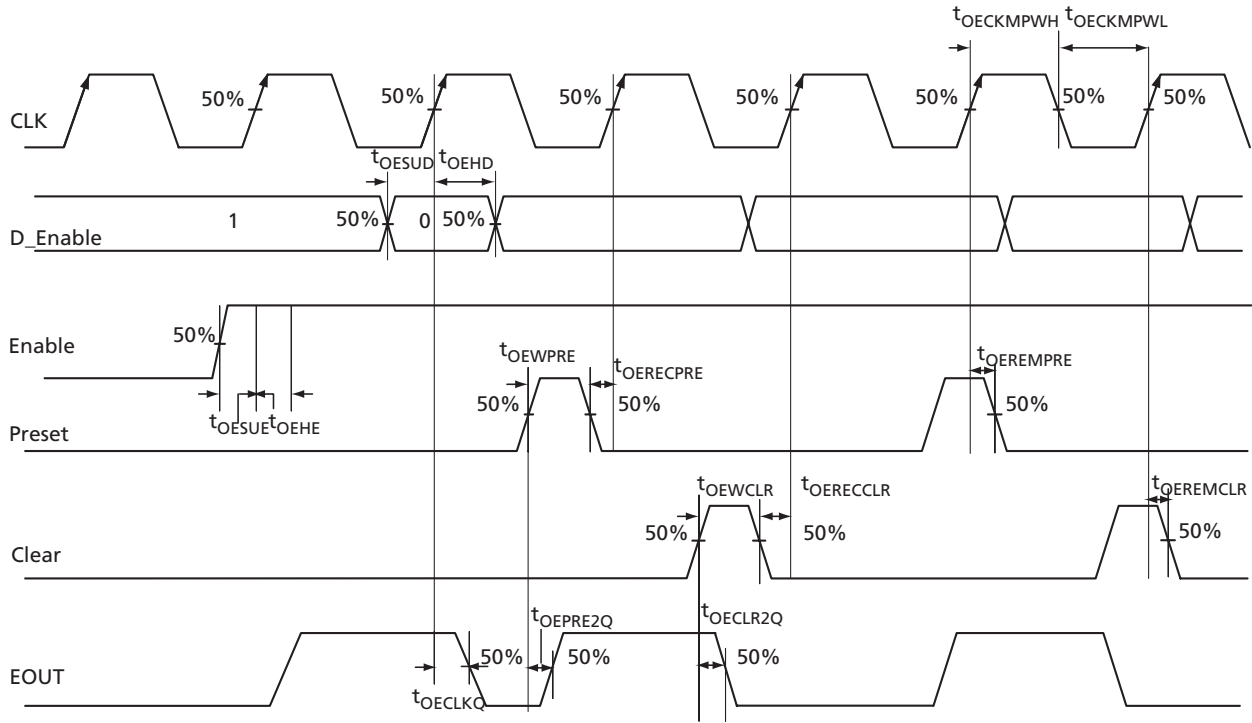 tOECKMPWH tOECKMPWL
50% 50% 50% 50% 50% 50% 50%
CLK
tOESUD tOEHD
1 50% 0 50%
D_Enable
50%
Enable
tOEWPRE tOERECPRE tOEREMPRE
50% 50% 50%
tOESUE tOEHE
Preset
tOEWCLR tOERECCLR tOEREMCLR
50% 50% 50%
Clear
tOEPRE2Q tOECLR2Q
50% 50% 50%
EOUT
tOECLKQ